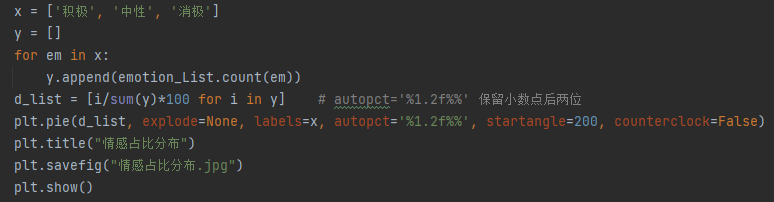 x = ['积极', '中性', '消极']
y = []
for em in x:
    y.append(emotion_List.count(em))
d_list = [i/sum(y)*100 for i in y]    # autopct='%1.2f%%' 保留小数点后两位
plt.pie(d_list, explode=None, labels=x, autopct='%1.2f%%', startangle=200, counterclock=False)
plt.title("情感占比分布")
plt.savefig("情感占比分布.jpg")
plt.show()